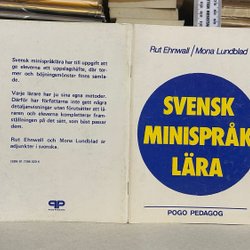 Svensk minispråklära har till uppgift att
ge eleverna ett uppslagshäfte, där ter-
mer och böjningsmönster finns samla-
de.
Varje lärare har ju sina egna metoder.
Därför har författarna inte gett några
detaljanvisningar utan förutsätter att lä-
raren och eleverna kompletterar fram-
ställningen på det sätt, som bäst passar
dem.
Rut Ehnwall och Mona Lundblad är
adjunkter i svenska.
Rut Ehnwall/Mona Lundblad
SVENSK
MINISPRÅK
LÄRA
POGO PEDAGOG